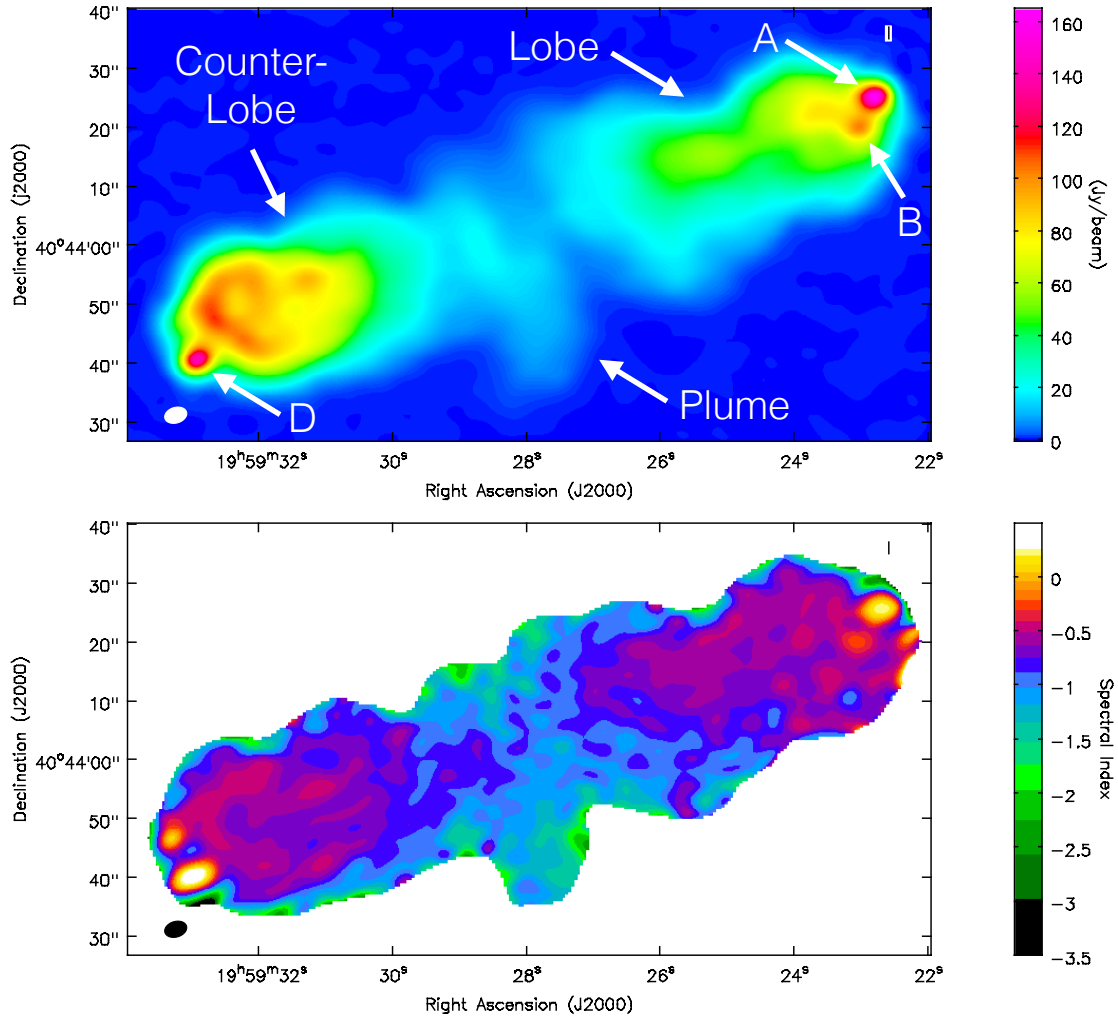 40"
30"
20"
10"
40°44'00"
50"
40"
30"
Declination (j2000)
Counter-
Lobe
Lobe
A
B
D
Plume
19ʰ59ᵐ32ˢ
30ˢ
28ˢ
26ˢ
24ˢ
22ˢ
Right Ascension (J2000)
160
140
120
100
80
60
40
20
0
(Jy/beam)
40"
30"
20"
10"
40°44'00"
50"
40"
30"
Declination (J2000)
19ʰ59ᵐ32ˢ
30ˢ
28ˢ
26ˢ
24ˢ
22ˢ
Right Ascension (J2000)
0
−0.5
−1
−1.5
−2
−2.5
−3
−3.5
Spectral Index